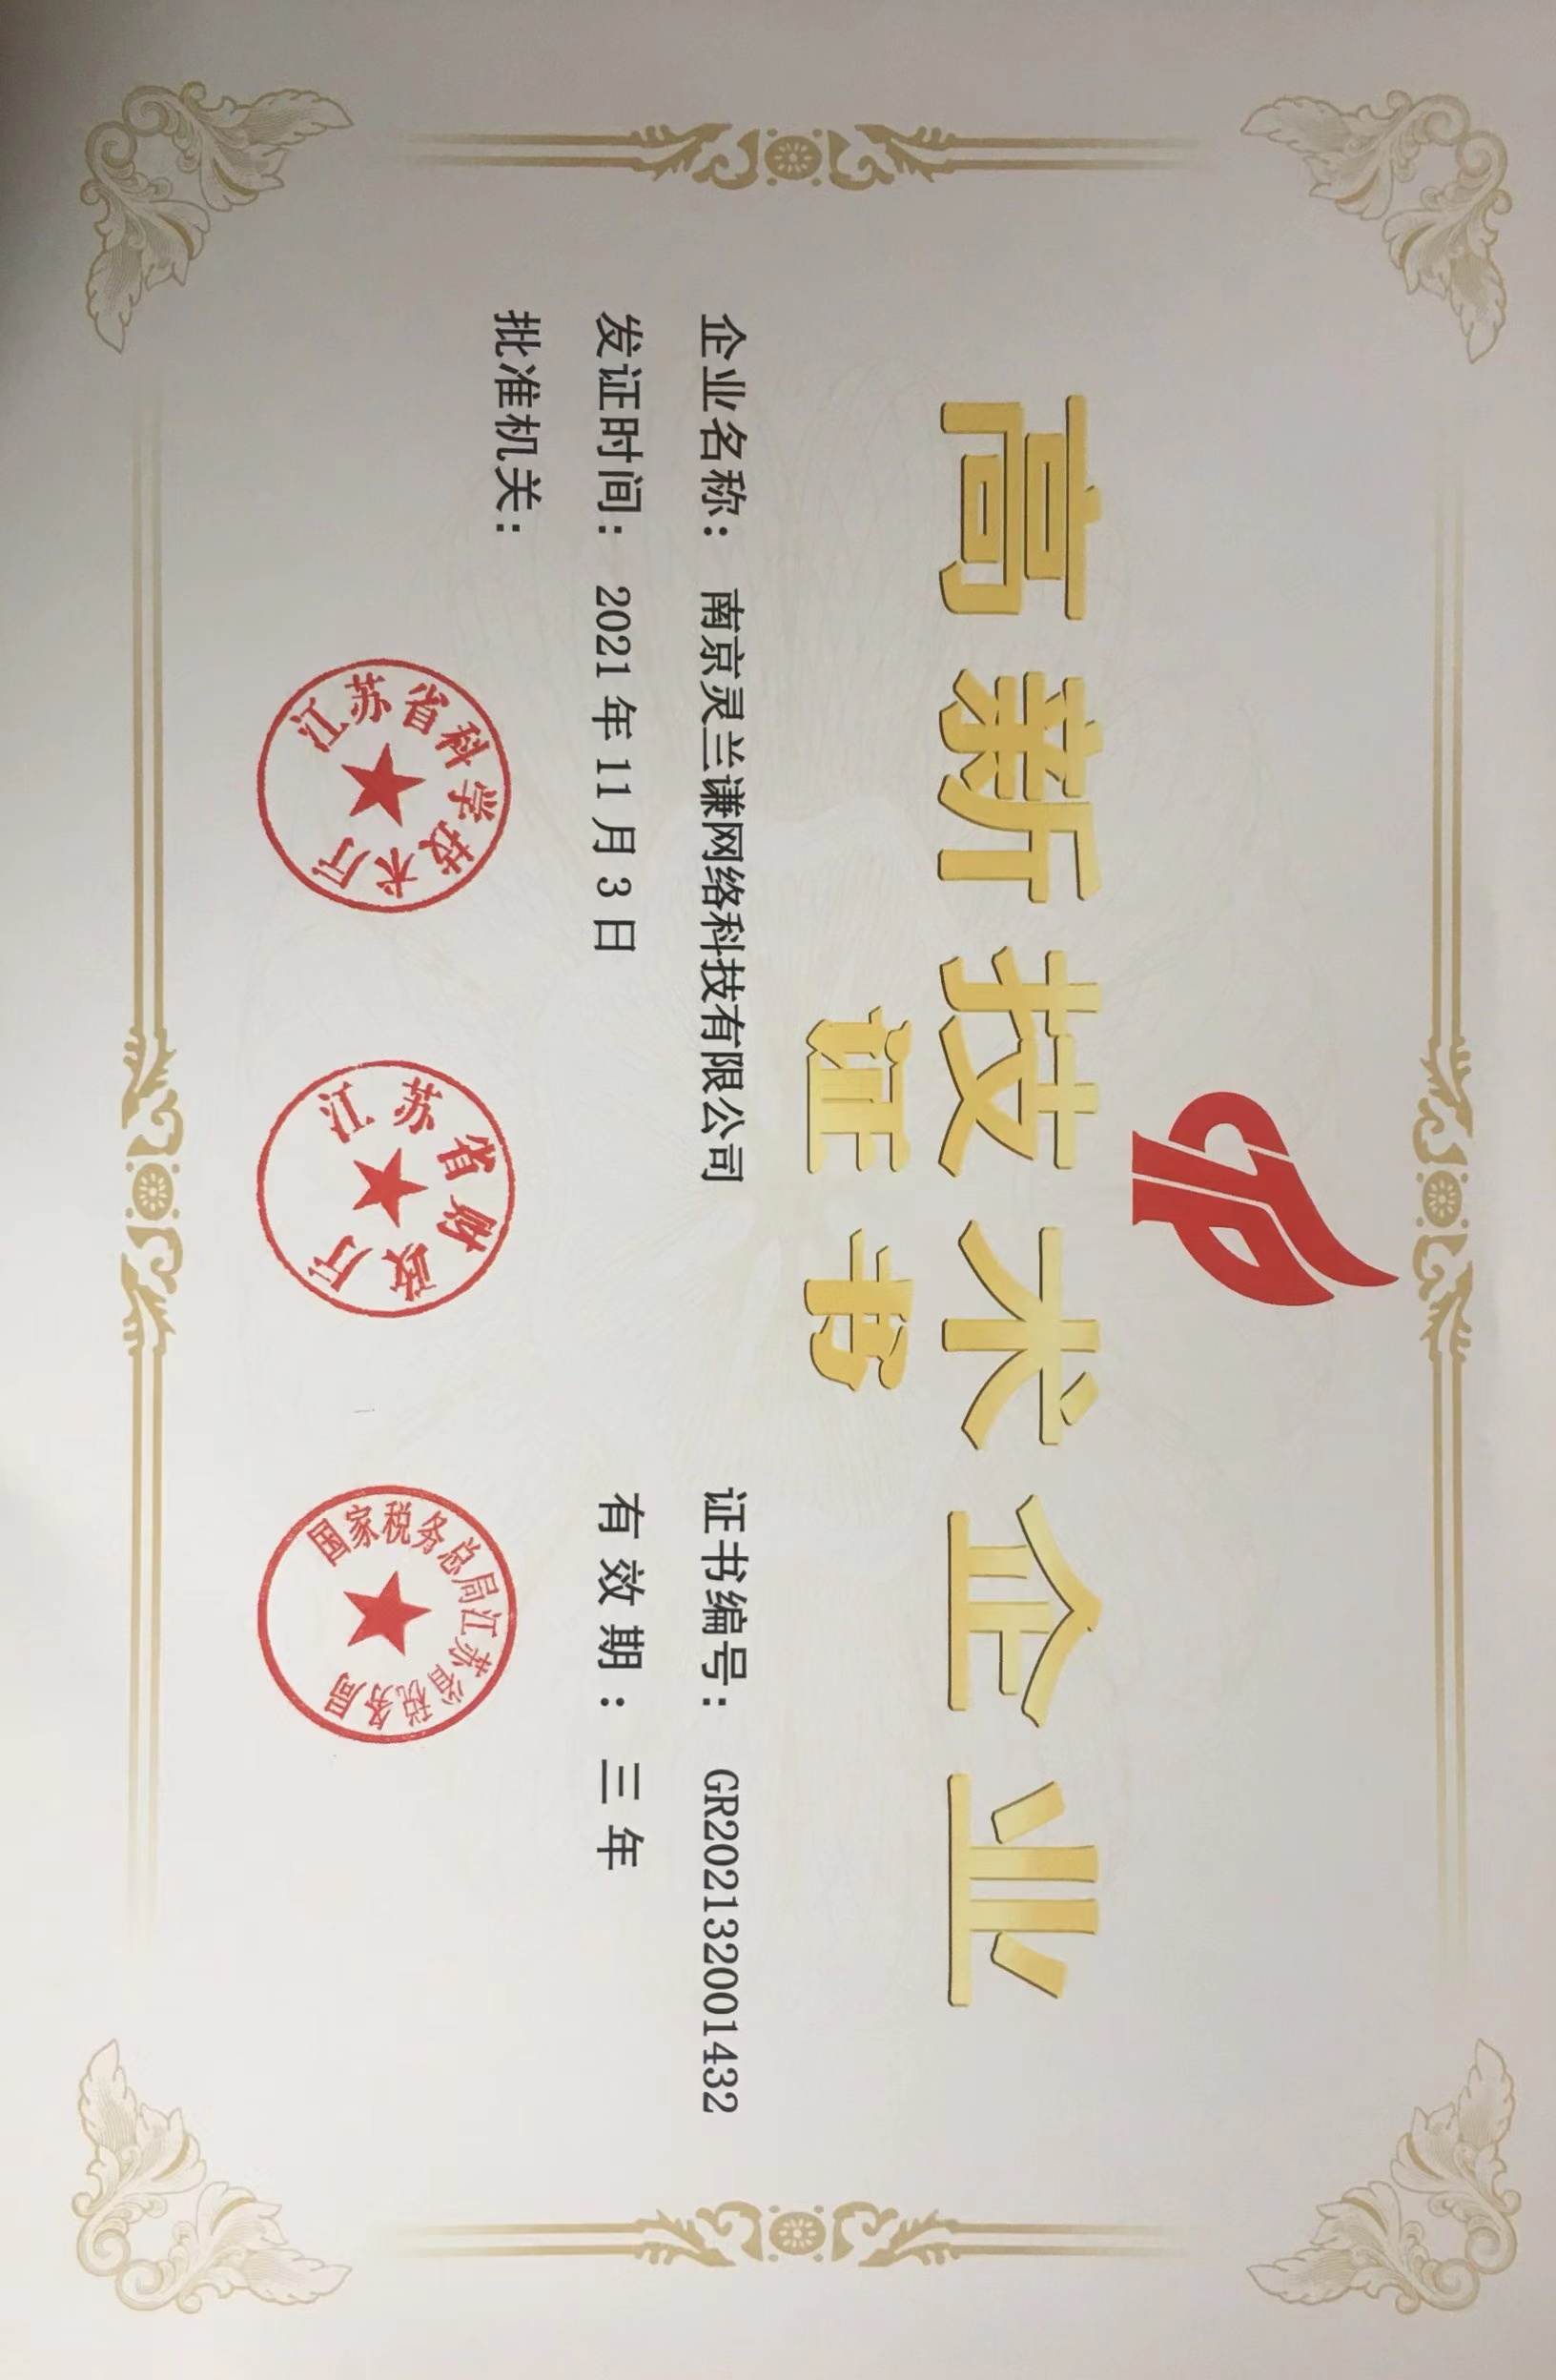 高新技术企业
证书
企业名称：南京灵兰谦网络科技有限公司
证书编号：GR202132001432
发证时间：2021年11月3日
有效期：三年
批准机关：
江苏省科学技术厅
江苏省财政厅
国家税务总局江苏省税务局